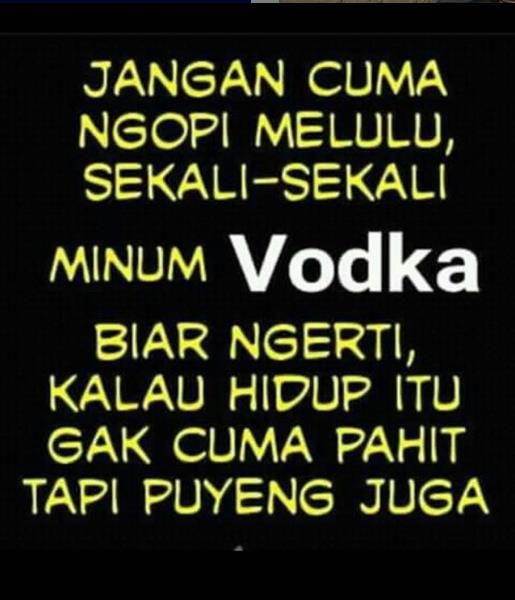 JANGAN CUMA
NGOPI MELULU,
SEKALI-SEKALI
MINUM Vodka
BIAR NGERTI,
KALAU HIDUP ITU
GAK CUMA PAHIT
TAPI PUYENG JUGA